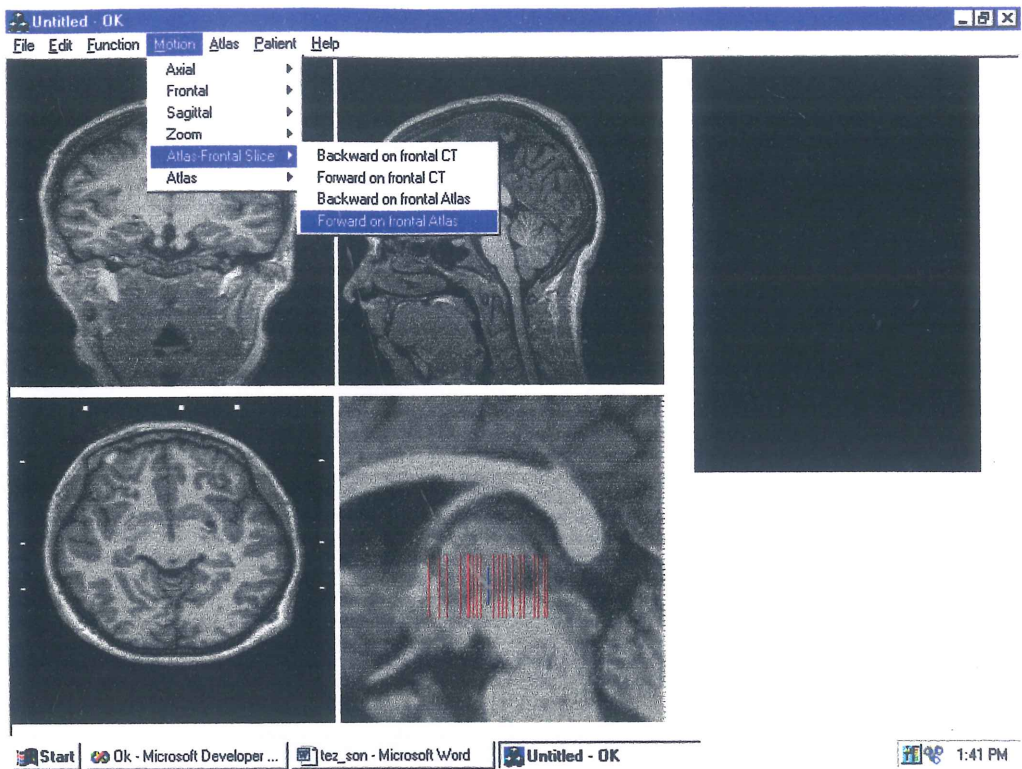 Untitled - OK
File Edit Function Motion Atlas Patient Help
Axial
Frontal
Sagittal
Zoom
Atlas-Frontal Slice
Atlas
Backward on frontal CT
Forward on frontal CT
Backward on frontal Atlas
Forward on frontal Atlas
Start Ok - Microsoft Developer ... tez_son - Microsoft Word Untitled - OK 1:41 PM